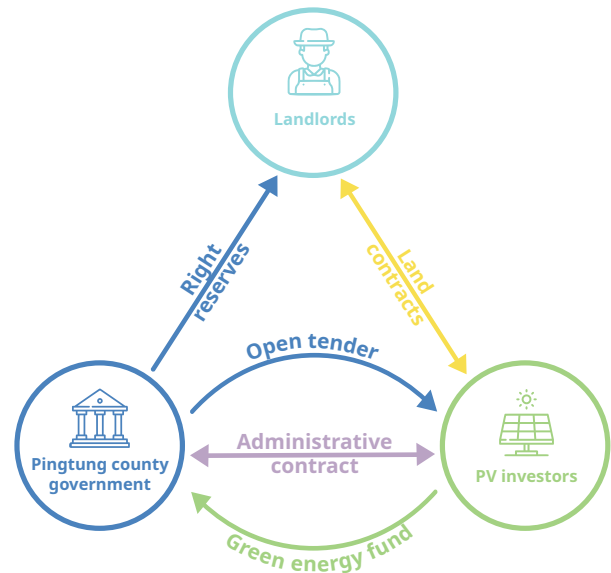 Landlords
Right
reserves
Land
contracts
Open tender
Administrative
contract
Pingtung county
government
PV investors
Green energy fund